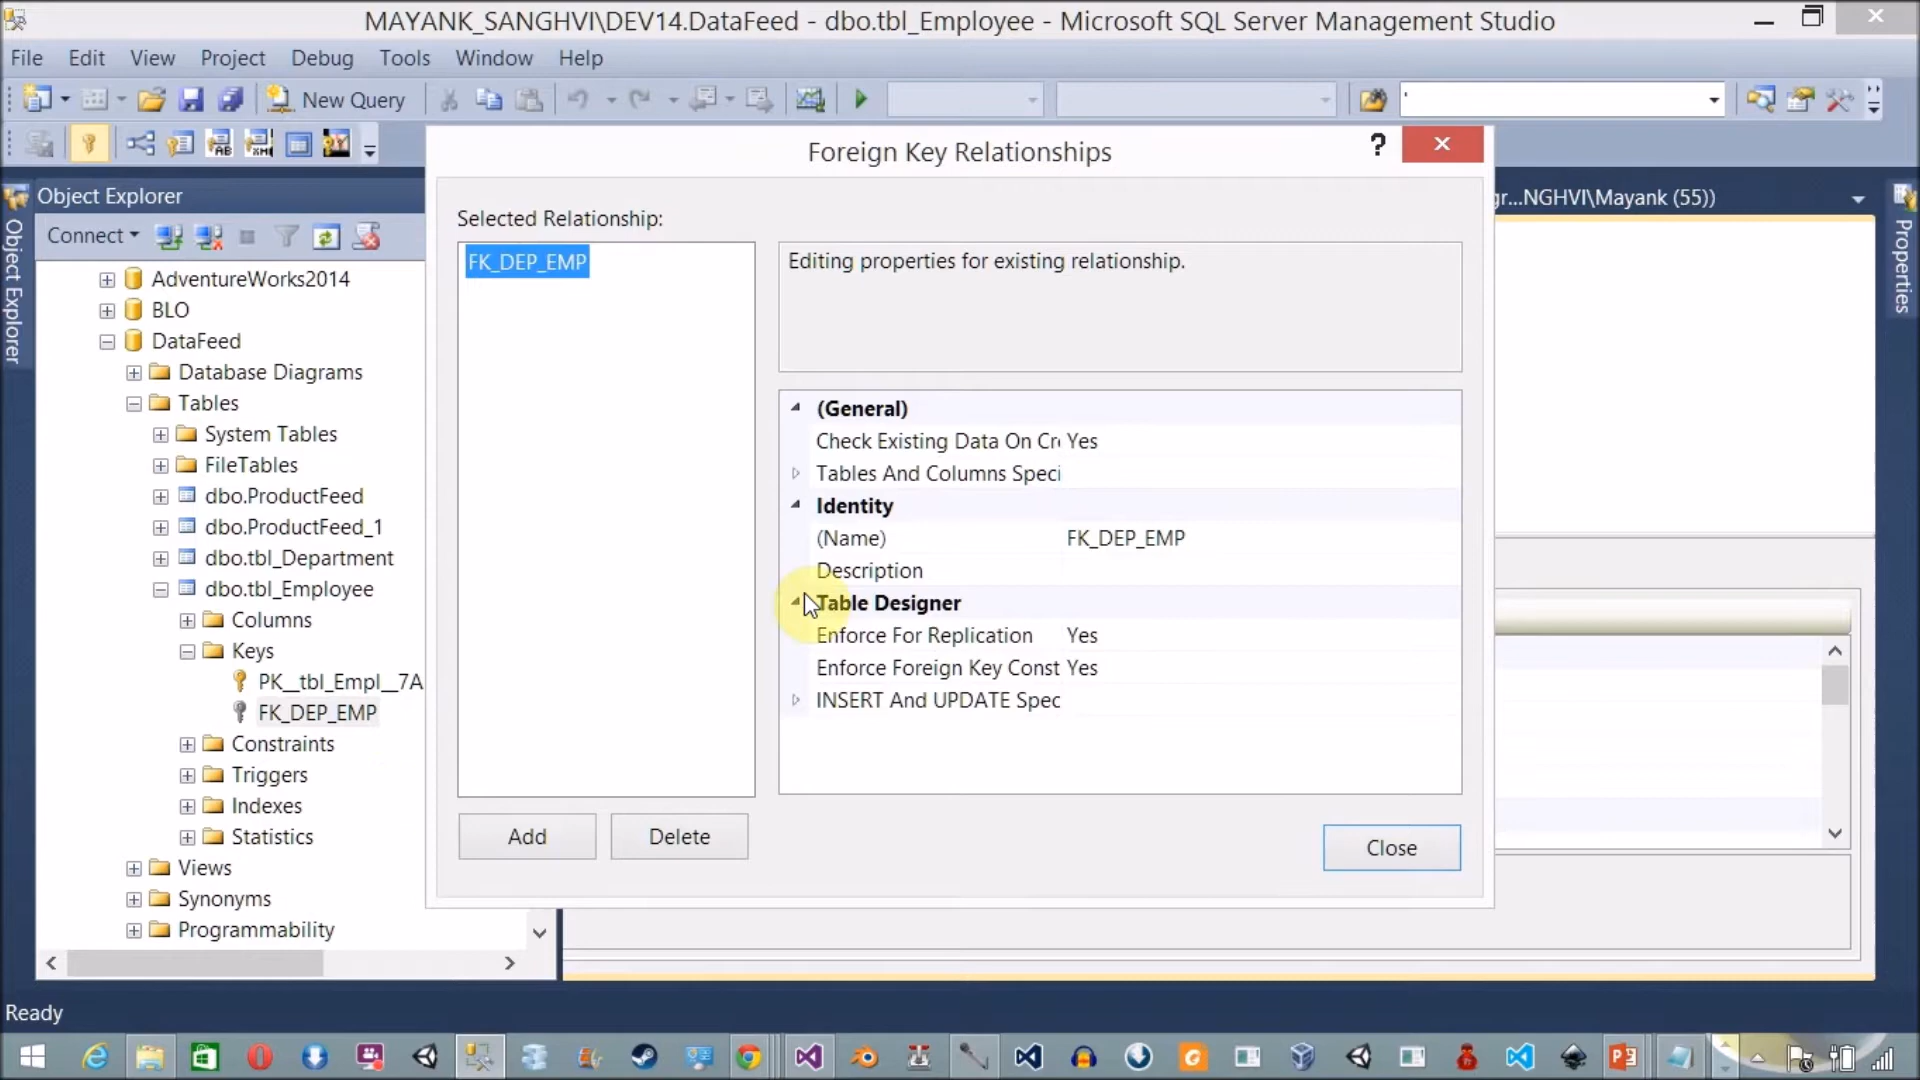 MAYANK_SANGHVI\DEV14.DataFeed - dbo.tbl_Employee - Microsoft SQL Server Management Studio
File Edit View Project Debug Tools Window Help
New Query
'
Foreign Key Relationships
?
Object Explorer
gr...NGHVI\Mayank (55))
Connect
Object Explorer
Properties
Selected Relationship:
FK_DEP_EMP
Editing properties for existing relationship.
AdventureWorks2014
BLO
DataFeed
Database Diagrams
Tables
System Tables
FileTables
dbo.ProductFeed
dbo.ProductFeed_1
dbo.tbl_Department
dbo.tbl_Employee
Columns
Keys
PK__tbl_Empl__7A
FK_DEP_EMP
Constraints
Triggers
Indexes
Statistics
Views
Synonyms
Programmability
(General)
Check Existing Data On Cre Yes
Tables And Columns Speci
Identity
(Name) FK_DEP_EMP
Description
Table Designer
Enforce For Replication Yes
Enforce Foreign Key Const Yes
INSERT And UPDATE Spec
Add Delete
Close
Ready